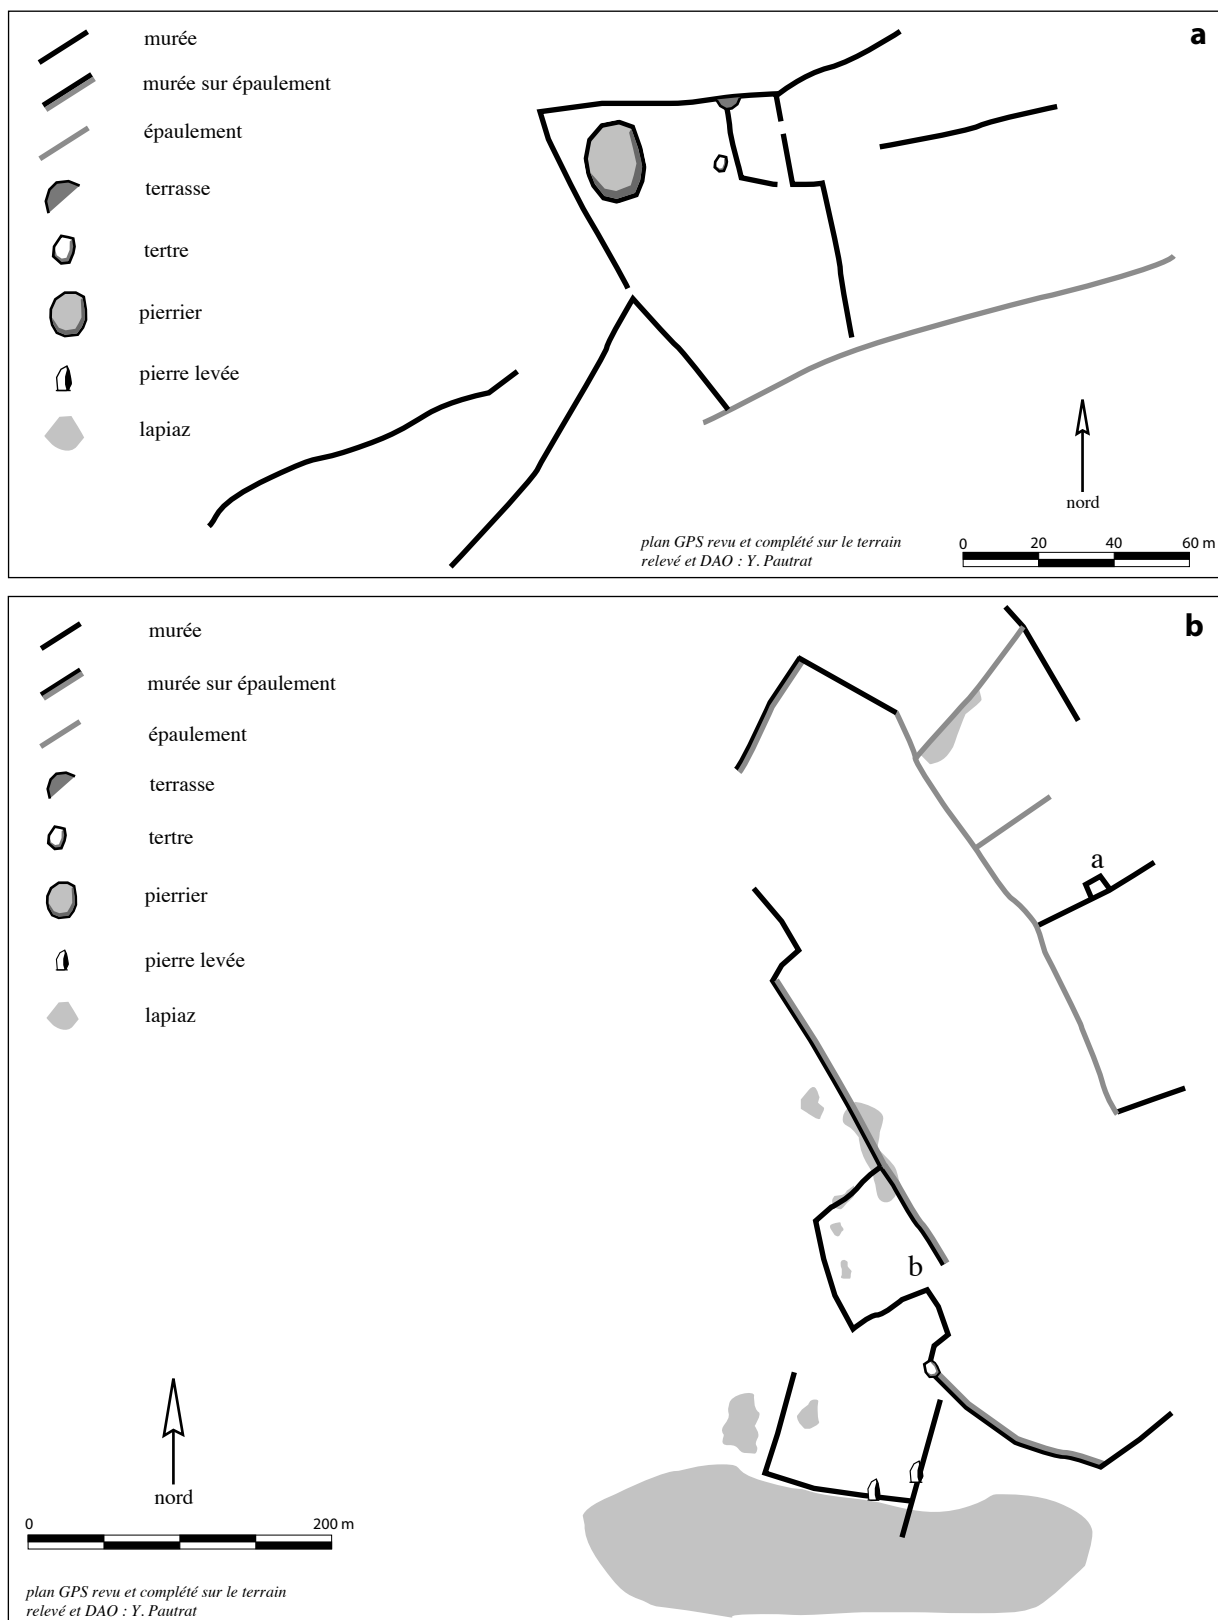 a
murée
murée sur épaulement
épaulement
terrasse
tertre
pierrier
pierre levée
lapiaz
nord
plan GPS revu et complété sur le terrain
relevé et DAO : Y. Pautrat
0 20 40 60 m
b
murée
murée sur épaulement
épaulement
terrasse
tertre
pierrier
pierre levée
lapiaz
a
b
nord
0 200 m
plan GPS revu et complété sur le terrain
relevé et DAO : Y. Pautrat